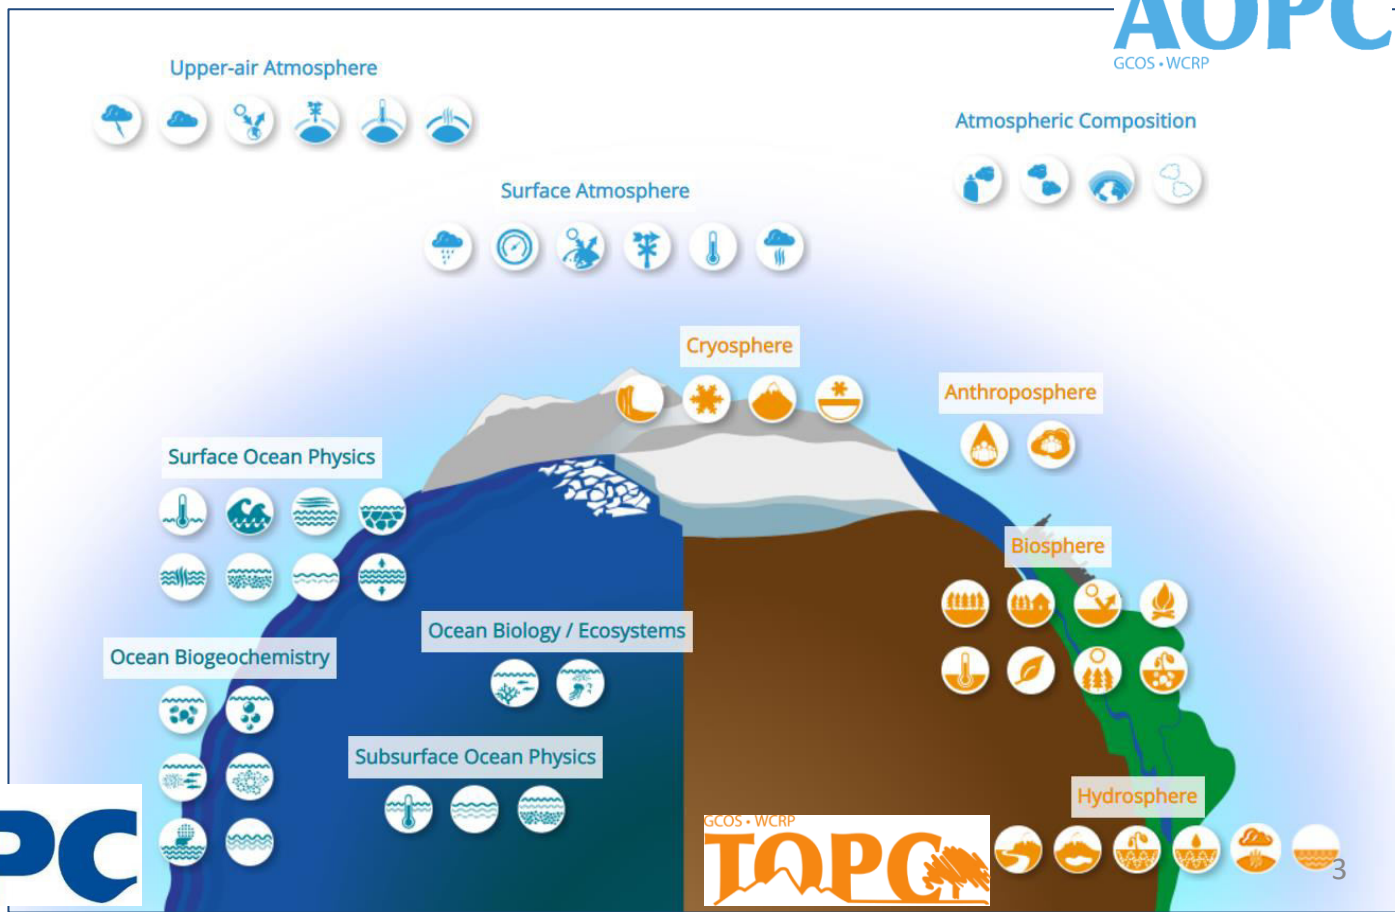 AOPC
GCOS • WCRP
Upper-air Atmosphere
Atmospheric Composition
Surface Atmosphere
Cryosphere
Anthroposphere
Surface Ocean Physics
Biosphere
Ocean Biology / Ecosystems
Ocean Biogeochemistry
Subsurface Ocean Physics
Hydrosphere
PC
GCOS • WCRP
TOPC
3